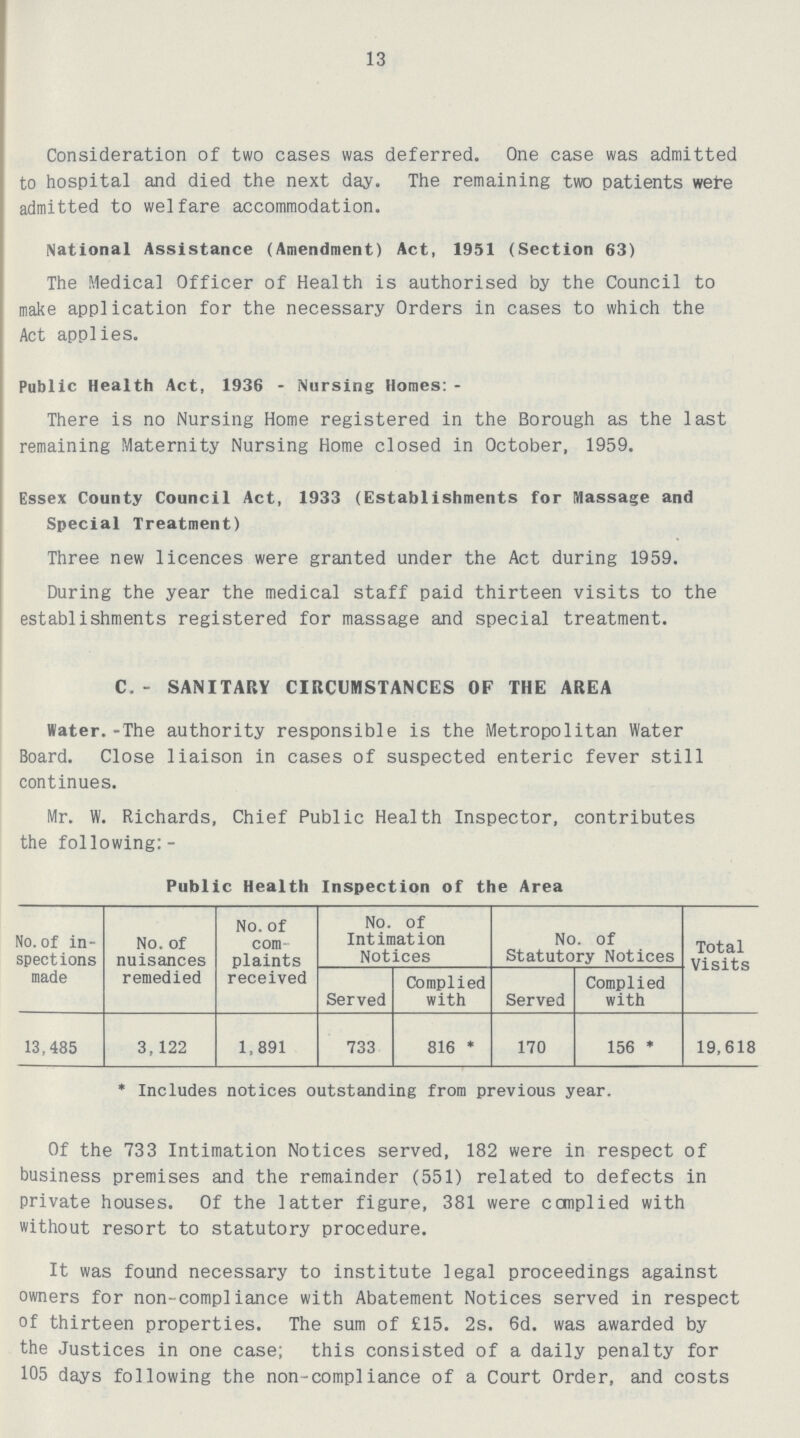 13
Consideration of two cases was deferred. One case was admitted
to hospital and died the next day. The remaining two patients were
admitted to welfare accommodation.
National Assistance (Amendment) Act, 1951 (Section 63)
The Medical Officer of Health is authorised by the Council to
make application for the necessary Orders in cases to which the
Act applies.
Public Health Act, 1936 - Nursing Homes: -
There is no Nursing Home registered in the Borough as the last
remaining Maternity Nursing Home closed in October, 1959.
Essex County Council Act, 1933 (Establishments for Massage and
Special Treatment)
Three new licences were granted under the Act during 1959.
During the year the medical staff paid thirteen visits to the
establishments registered for massage and special treatment.
C. - SANITARY CIRCUMSTANCES OF THE AREA
Water. -The authority responsible is the Metropolitan Water
Board. Close liaison in cases of suspected enteric fever still
continues.
Mr. W. Richards, Chief Public Health Inspector, contributes
the following: -
Public Health Inspection of the Area
No. of in-
spections
made
No. of
nuisances
remedied
No. of
com-
plaints
received
No. of
Intimation
Notices
Served
Complied
with
No. of
Statutory Notices
Served
Complied
with
Total
Visits
13,485 3,122 1,891 733 816 * 170 156 * 19,618
* Includes notices outstanding from previous year.
Of the 733 Intimation Notices served, 182 were in respect of
business premises and the remainder (551) related to defects in
private houses. Of the latter figure, 381 were complied with
without resort to statutory procedure.
It was found necessary to institute legal proceedings against
owners for non-compliance with Abatement Notices served in respect
of thirteen properties. The sum of £15. 2s. 6d. was awarded by
the Justices in one case; this consisted of a daily penalty for
105 days following the non-compliance of a Court Order, and costs